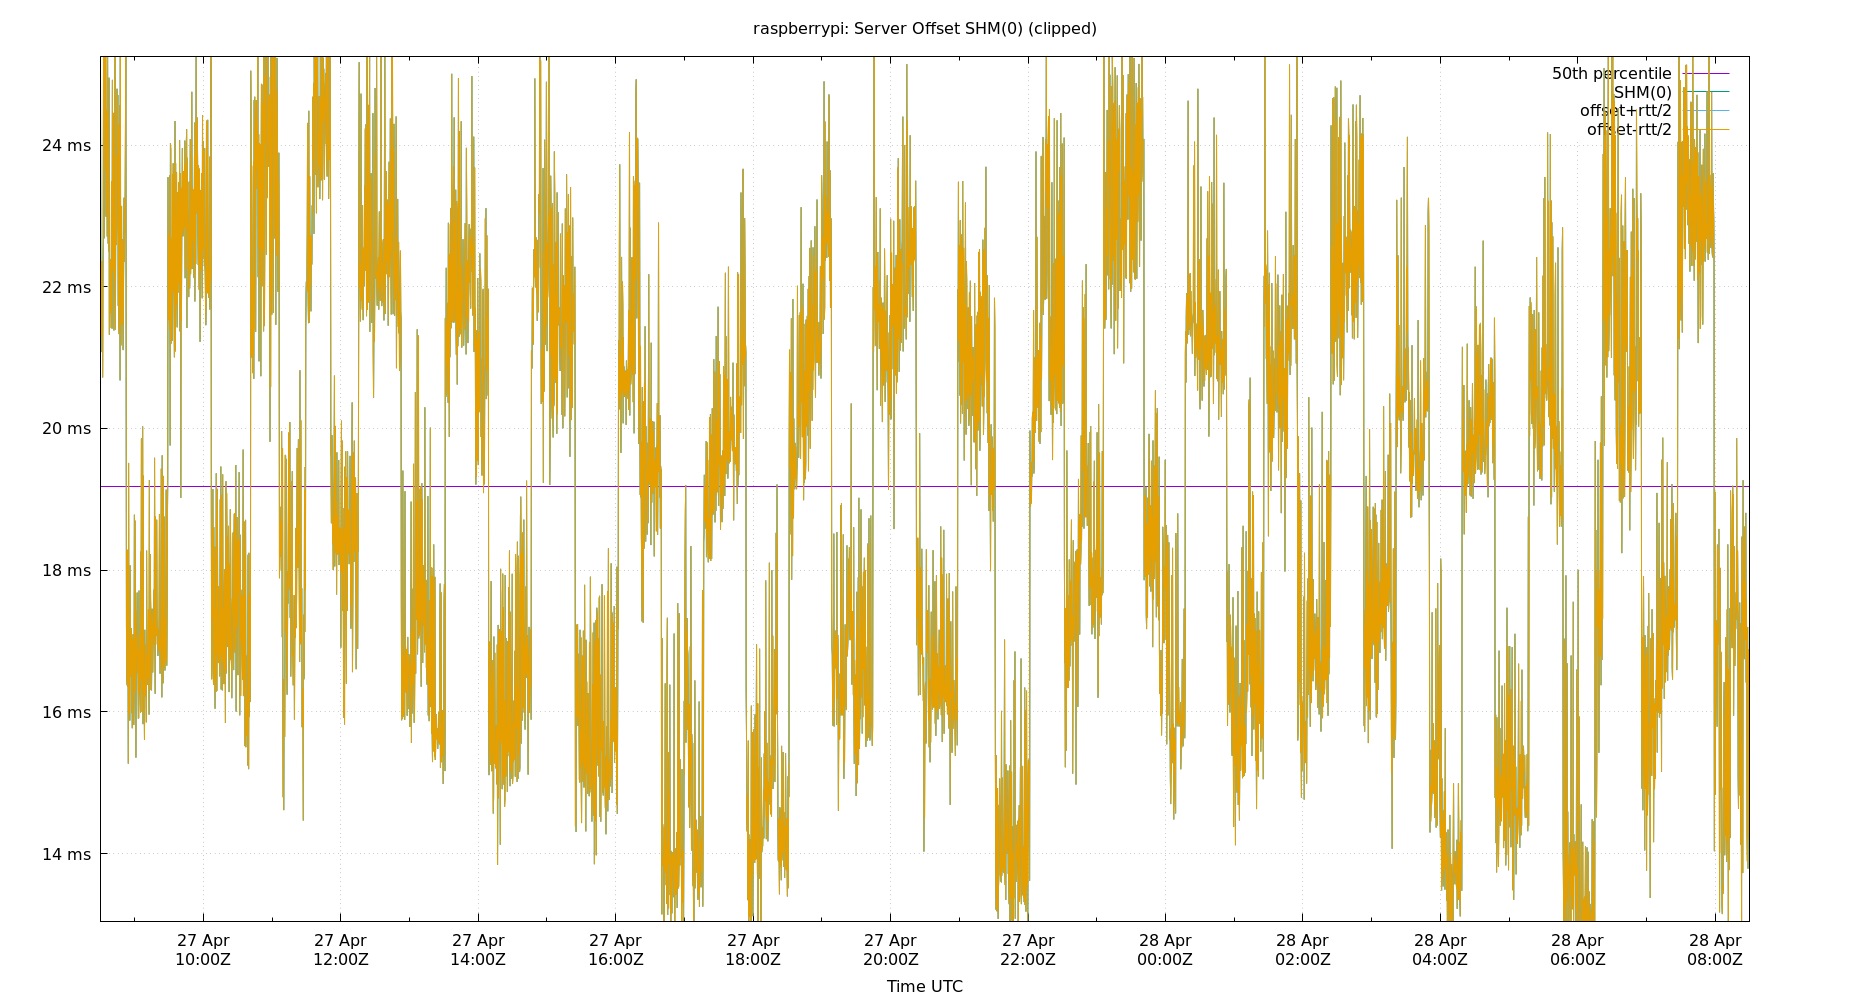 raspberrypi: Server Offset SHM(0) (clipped)
50th percentile
SHM(0)
offset+rtt/2
offset-rtt/2
24 ms
22 ms
20 ms
18 ms
16 ms
14 ms
27 Apr 27 Apr 27 Apr 27 Apr 27 Apr 27 Apr 27 Apr 28 Apr 28 Apr 28 Apr 28 Apr 28 Apr
10:00Z 12:00Z 14:00Z 16:00Z 18:00Z 20:00Z 22:00Z 00:00Z 02:00Z 04:00Z 06:00Z 08:00Z
Time UTC